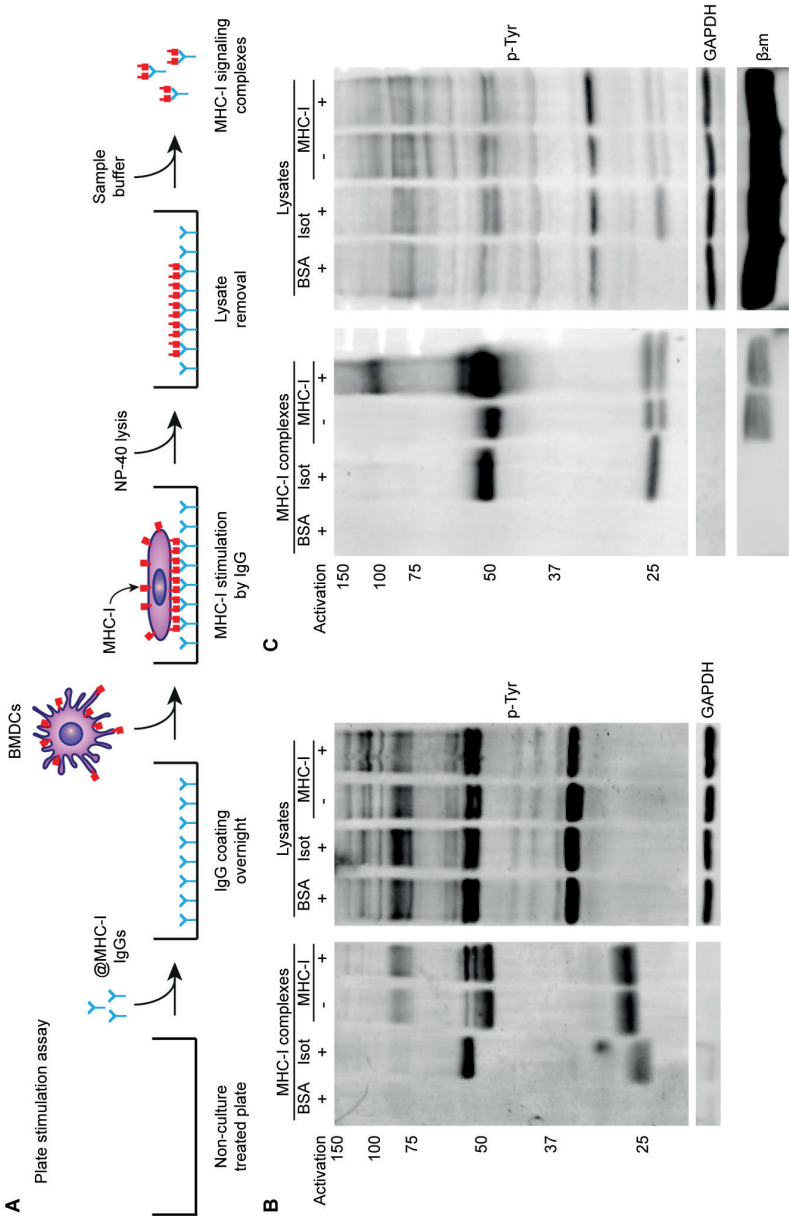 A
Plate stimulation assay
@MHC-I
IgGs
BMDCs
MHC-I
NP-40 lysis
Sample
buffer
Non-culture
treated plate
IgG coating
overnight
MHC-I stimulation
by IgG
Lysate
removal
MHC-I signaling
complexes
B
MHC-I complexes
Lysates
BSA Isot MHC-I
BSA Isot MHC-I
Activation + + - +
+ + - +
150
100
75
50
37
25
p-Tyr
GAPDH
C
MHC-I complexes
Lysates
BSA Isot MHC-I
BSA Isot MHC-I
Activation + + - +
+ + - +
150
100
75
50
37
25
p-Tyr
GAPDH
β₂m